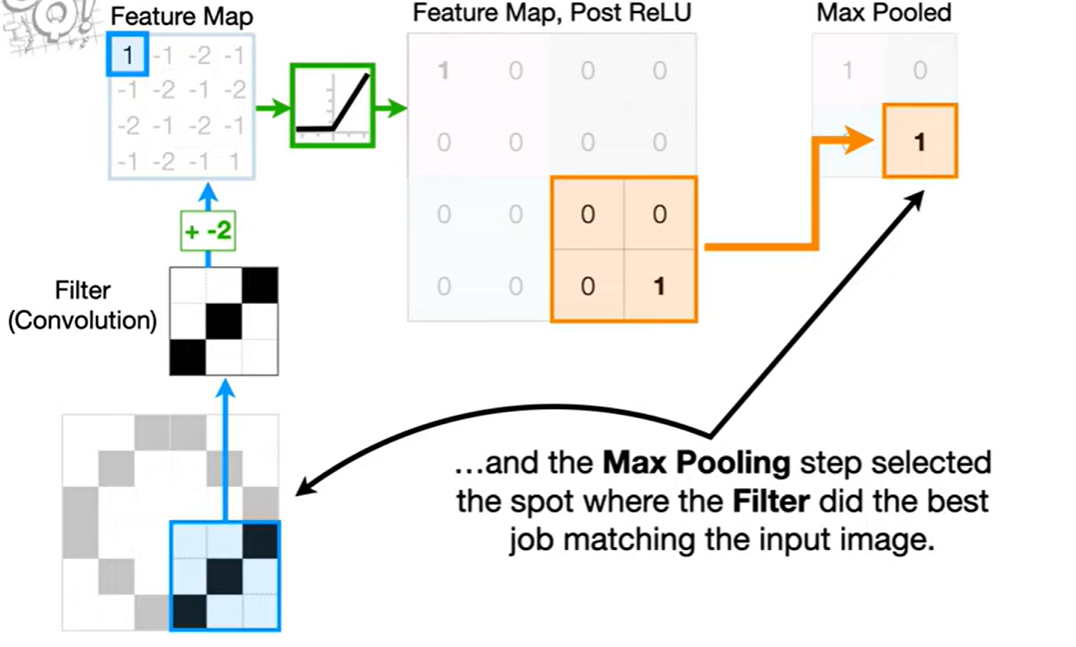 Feature Map
1 -1 -2 -1
-1 -2 -1 -2
-2 -1 -2 -1
-1 -2 -1 1
+ -2
Filter
(Convolution)
Feature Map, Post ReLU
1 0 0 0
0 0 0 0
0 0 0 0
0 0 0 1
Max Pooled
1 0
1
...and the Max Pooling step selected
the spot where the Filter did the best
job matching the input image.